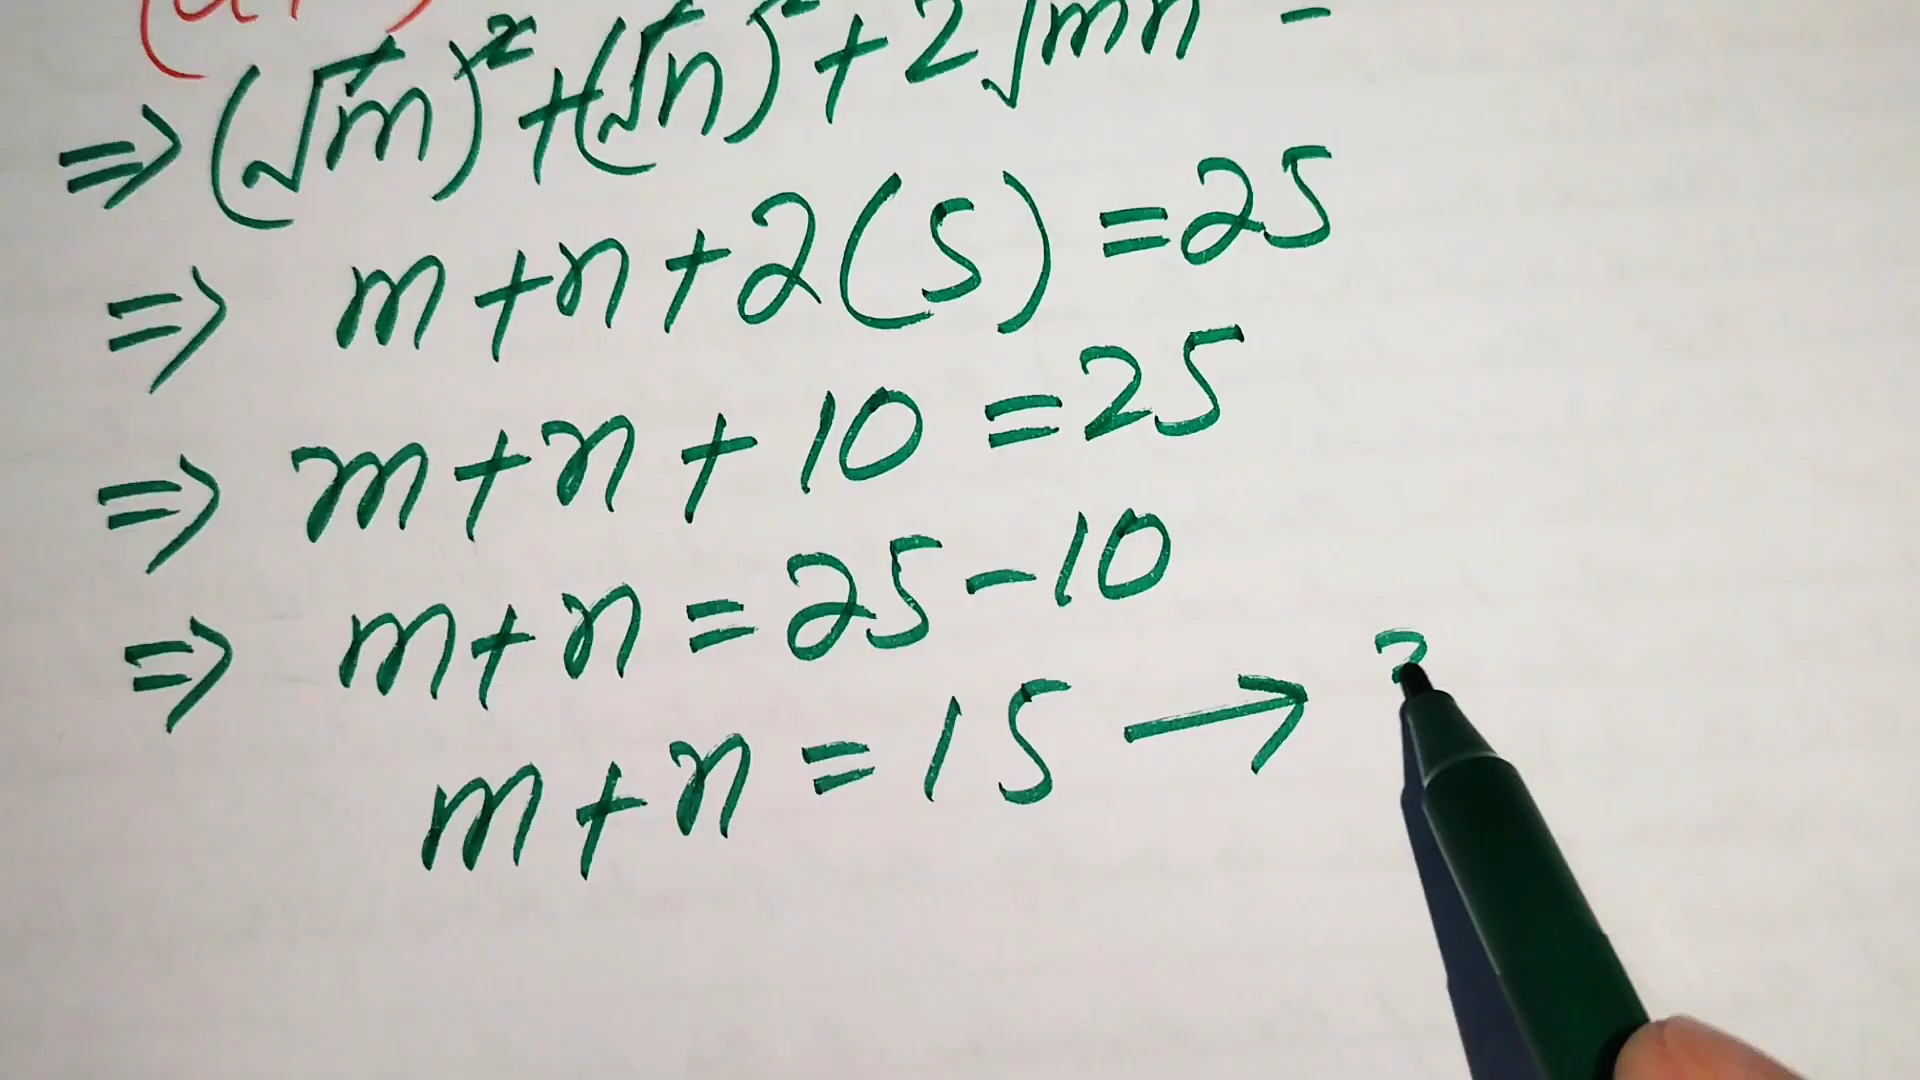 ⇒ (√m)² + (√n)² + 2√mn =
⇒ m + n + 2(5) = 25
⇒ m + n + 10 = 25
⇒ m + n = 25 - 10
m + n = 15 →